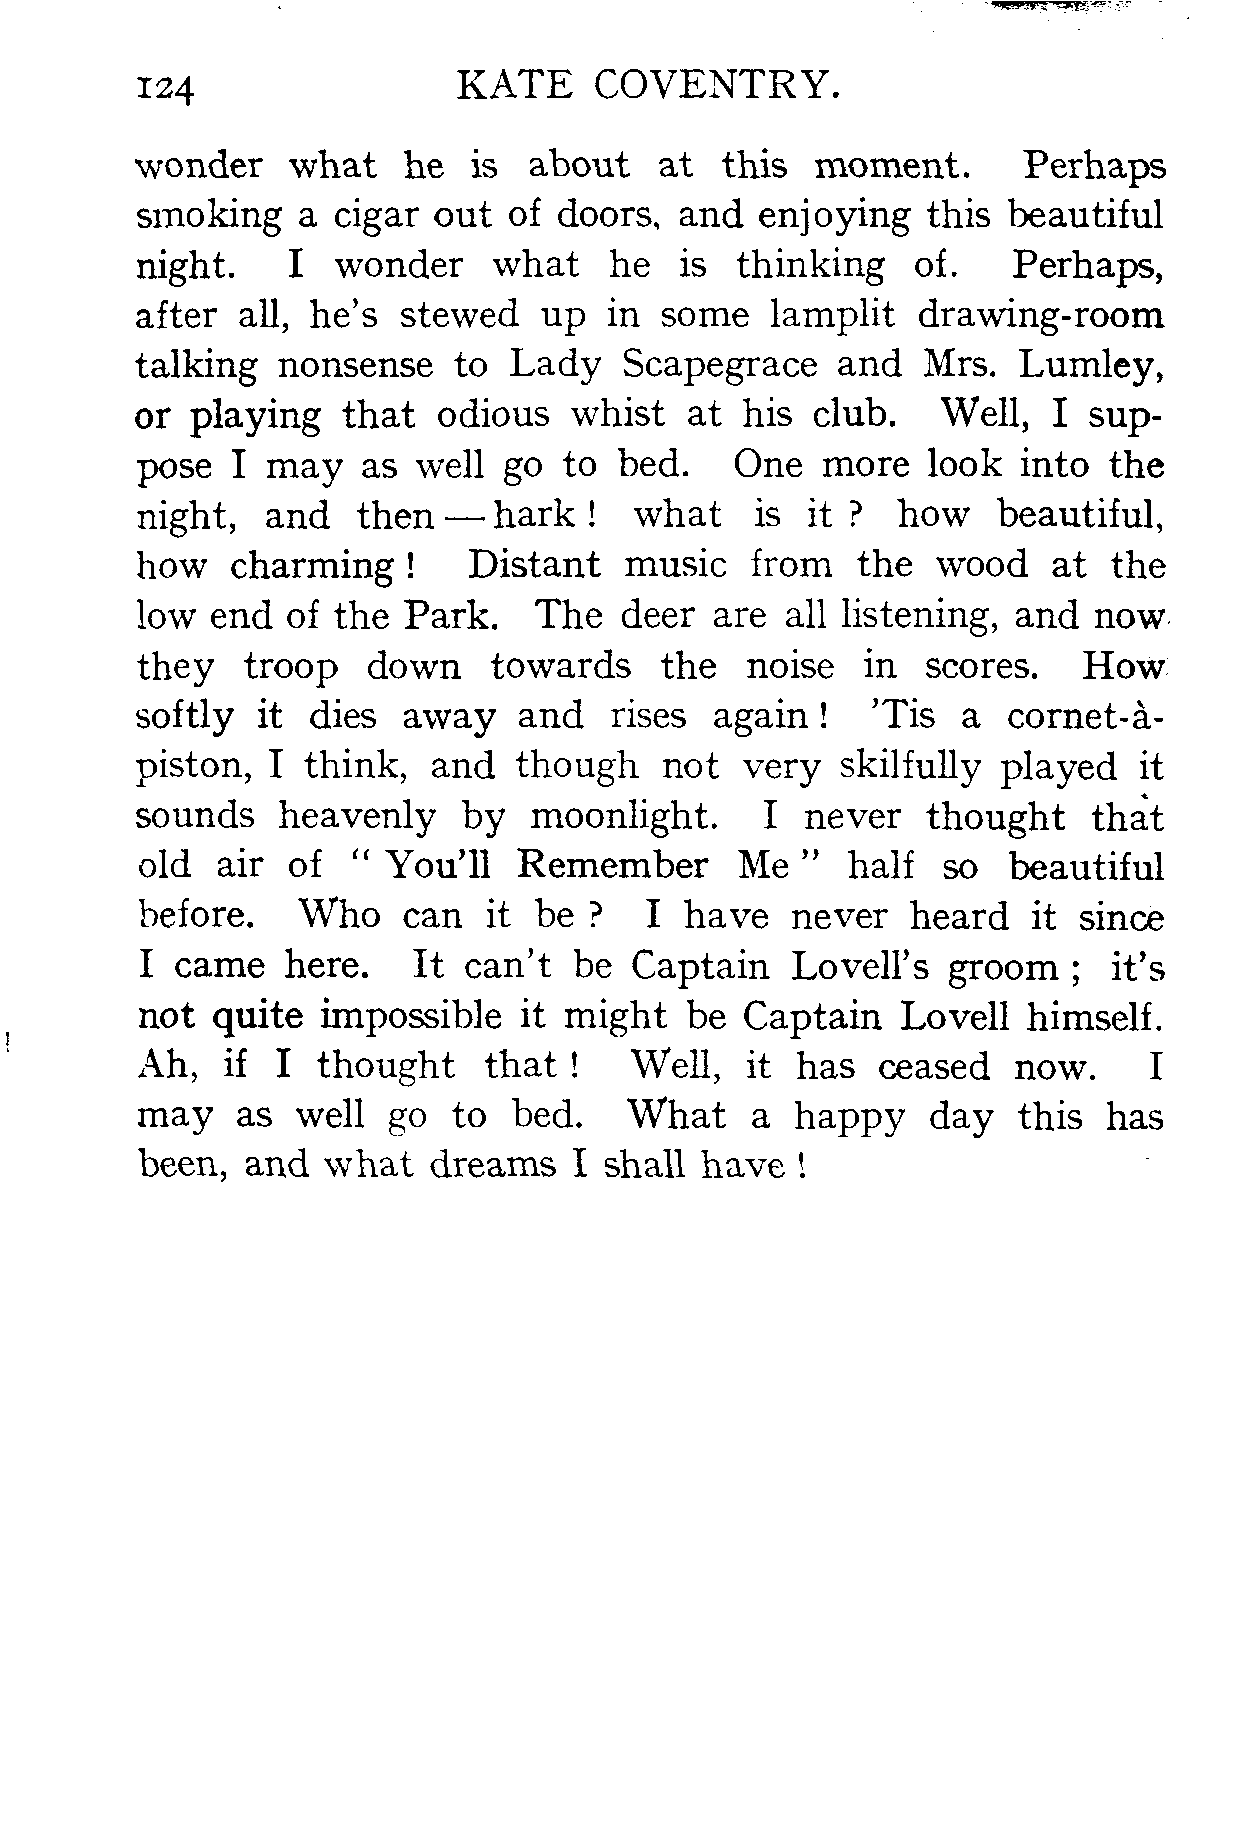 124 KATE COVENTRY.
wonder what he is about at this moment. Perhaps
smoking a cigar out of doors, and enjoying this beautiful
night. I wonder what he is thinking of. Perhaps,
after all, he's stewed up in some lamplit drawing-room
talking nonsense to Lady Scapegrace and Mrs. Lumley,
or playing that odious whist at his club. Well, I sup-
pose I may as well go to bed. One more look into the
night, and then — hark ! what is it ? how beautiful,
how charming ! Distant music from the wood at the
low end of the Park. The deer are all listening, and now
they troop down towards the noise in scores. How
softly it dies away and rises again ! 'Tis a cornet-à-
piston, I think, and though not very skilfully played it
sounds heavenly by moonlight. I never thought that
old air of " You'll Remember Me " half so beautiful
before. Who can it be ? I have never heard it since
I came here. It can't be Captain Lovell's groom ; it's
not quite impossible it might be Captain Lovell himself.
Ah, if I thought that ! Well, it has ceased now. I
may as well go to bed. What a happy day this has
been, and what dreams I shall have !